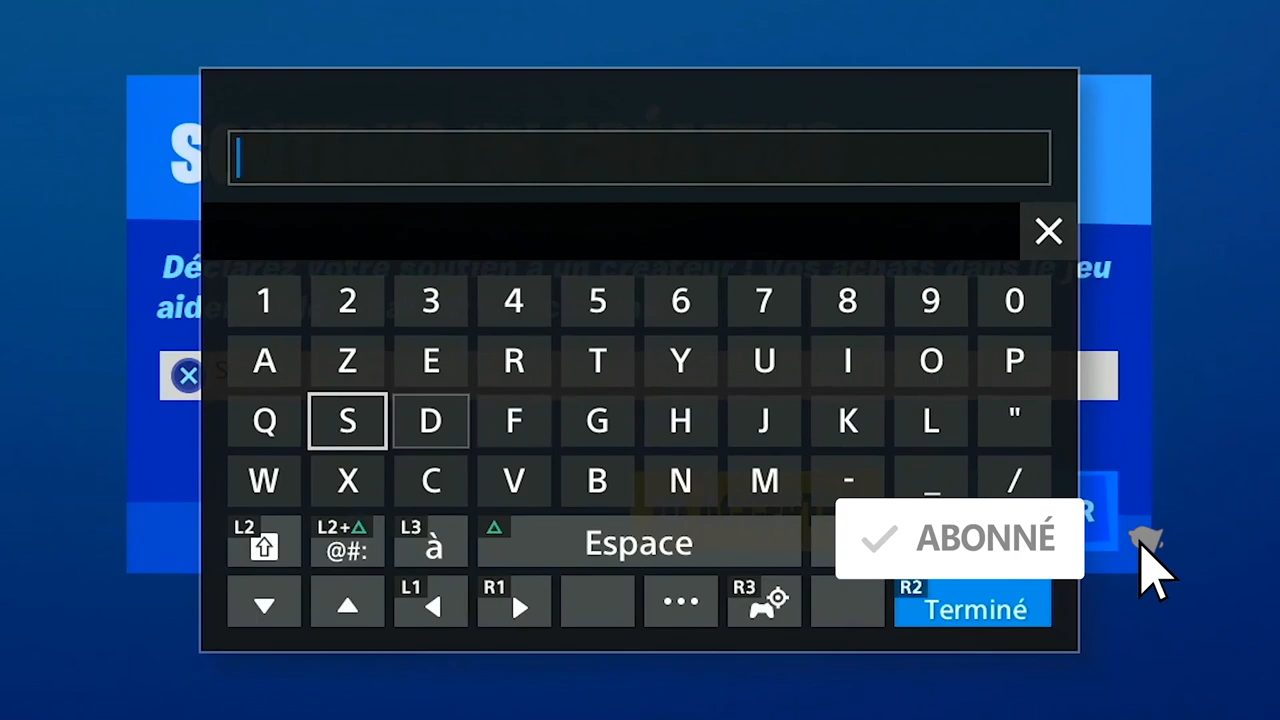 S
Déclarez votre soutien à un créateur ! Vos achats dans le jeu
aide
1 2 3 4 5 6 7 8 9 0
A Z E R T Y U I O P
Q S D F G H J K L "
W X C V B N M - _ /
L2 L2+△ @#: L3 à △ Espace
ABONNÉ
R
L1 R1 ... R3 R2 Terminé